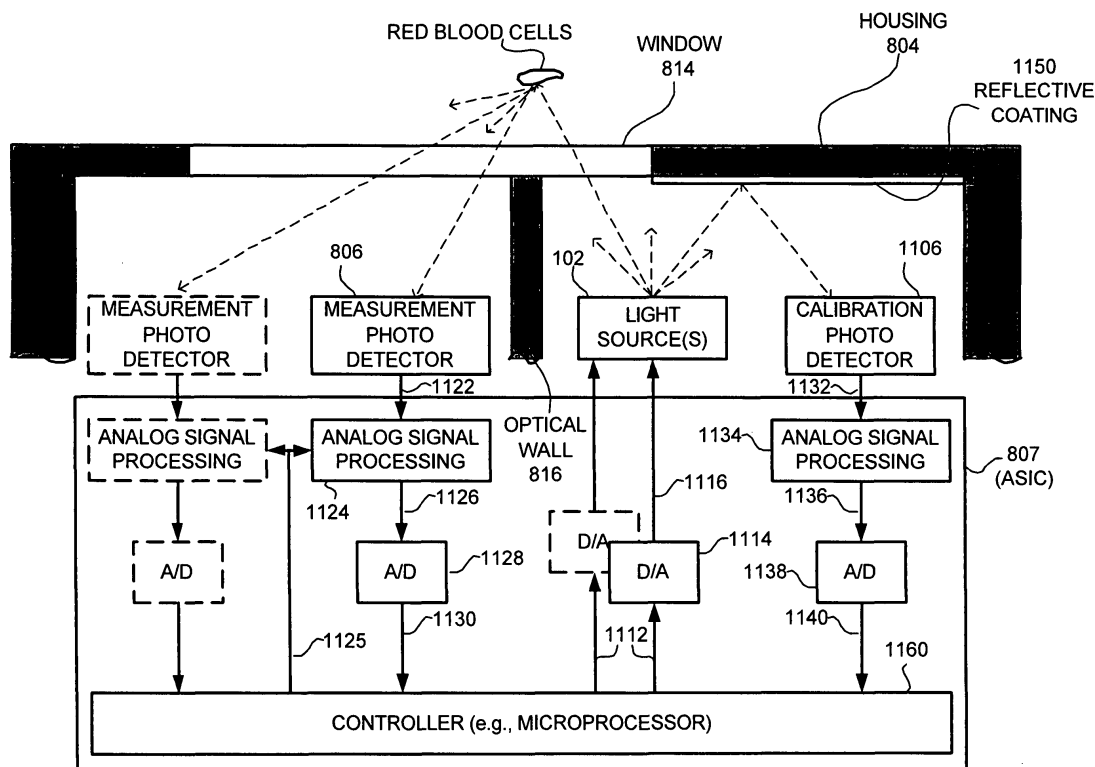 RED BLOOD CELLS
WINDOW
814
HOUSING
804
1150
REFLECTIVE
COATING
806
102
1106
MEASUREMENT
PHOTO
DETECTOR
MEASUREMENT
PHOTO
DETECTOR
LIGHT
SOURCE(S)
CALIBRATION
PHOTO
DETECTOR
1122
1132
ANALOG SIGNAL
PROCESSING
ANALOG SIGNAL
PROCESSING
OPTICAL
WALL
816
1134
ANALOG SIGNAL
PROCESSING
807
(ASIC)
1124
1126
1116
1136
A/D
A/D
1128
D/A
D/A
1114
1138
A/D
1125
1130
1112
1140
1160
CONTROLLER (e.g., MICROPROCESSOR)